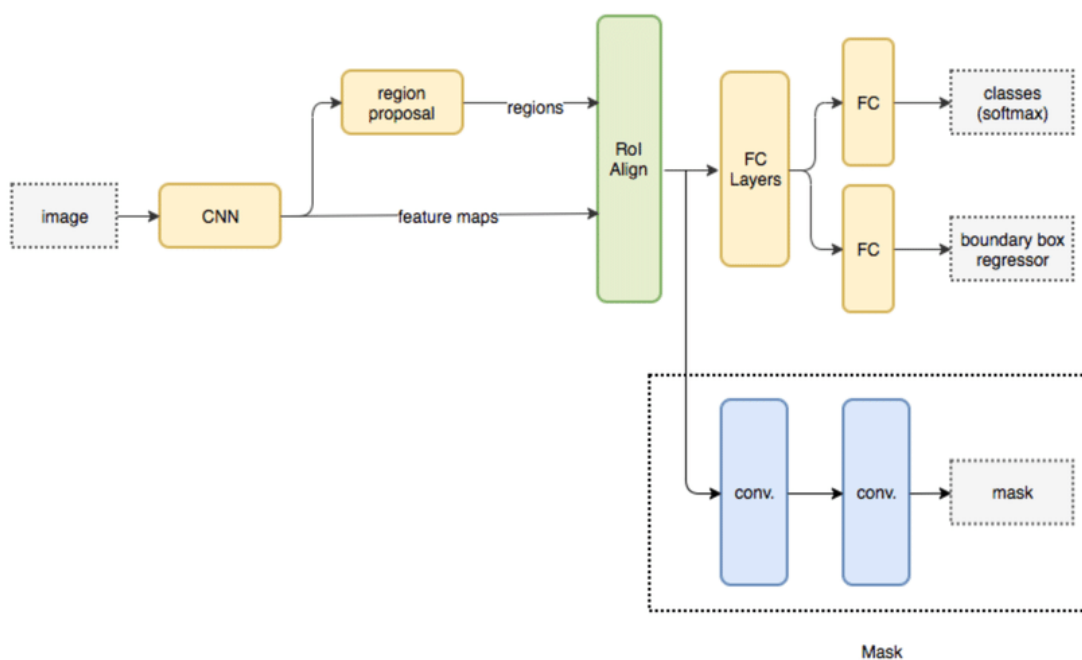 region
proposal
regions
image
CNN
feature maps
RoI
Align
FC
Layers
FC
classes
(softmax)
FC
boundary box
regressor
conv.
conv.
mask
Mask